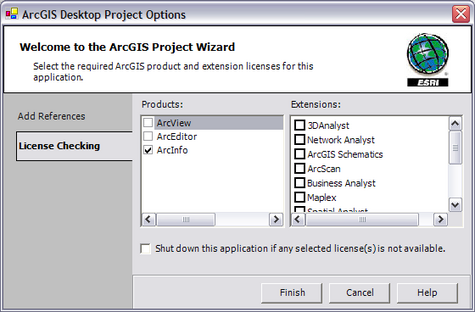 ArcGIS Desktop Project Options
Welcome to the ArcGIS Project Wizard
Select the required ArcGIS product and extension licenses for this
application.
ESRI
Add References
License Checking
Products:
ArcView
ArcEditor
ArcInfo
Extensions:
3DAnalyst
Network Analyst
ArcGIS Schematics
ArcScan
Business Analyst
Maplex
Spatial Analyst
Shut down this application if any selected license(s) is not available.
Finish
Cancel
Help